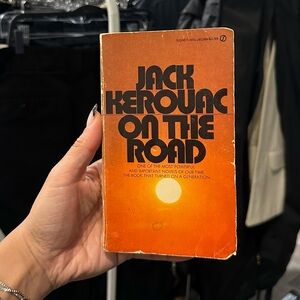 JACK
KEROUAC
ON THE
ROAD
ONE OF THE MOST POWERFUL
AND IMPORTANT NOVELS OF OUR TIME
THE BOOK THAT TURNED ON A GENERATION